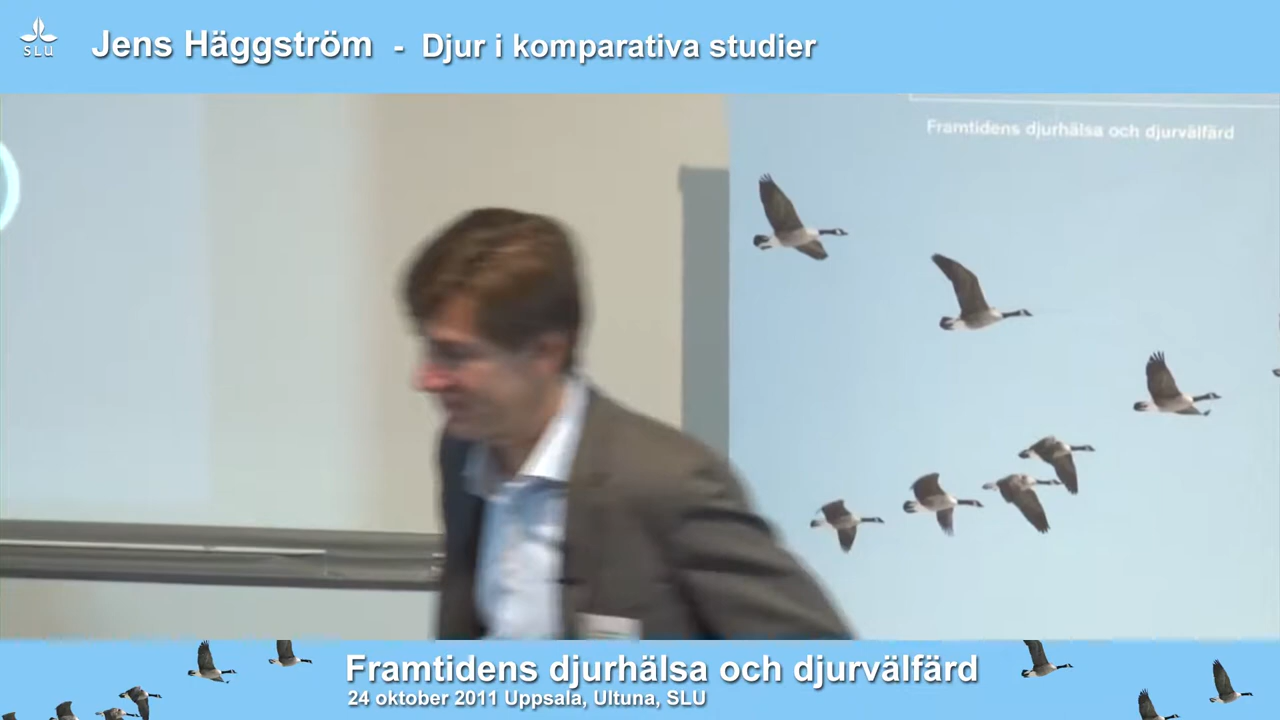 SLU
Jens Häggström - Djur i komparativa studier
Framtidens djurhälsa och djurvälfärd
Framtidens djurhälsa och djurvälfärd
24 oktober 2011 Uppsala, Ultuna, SLU